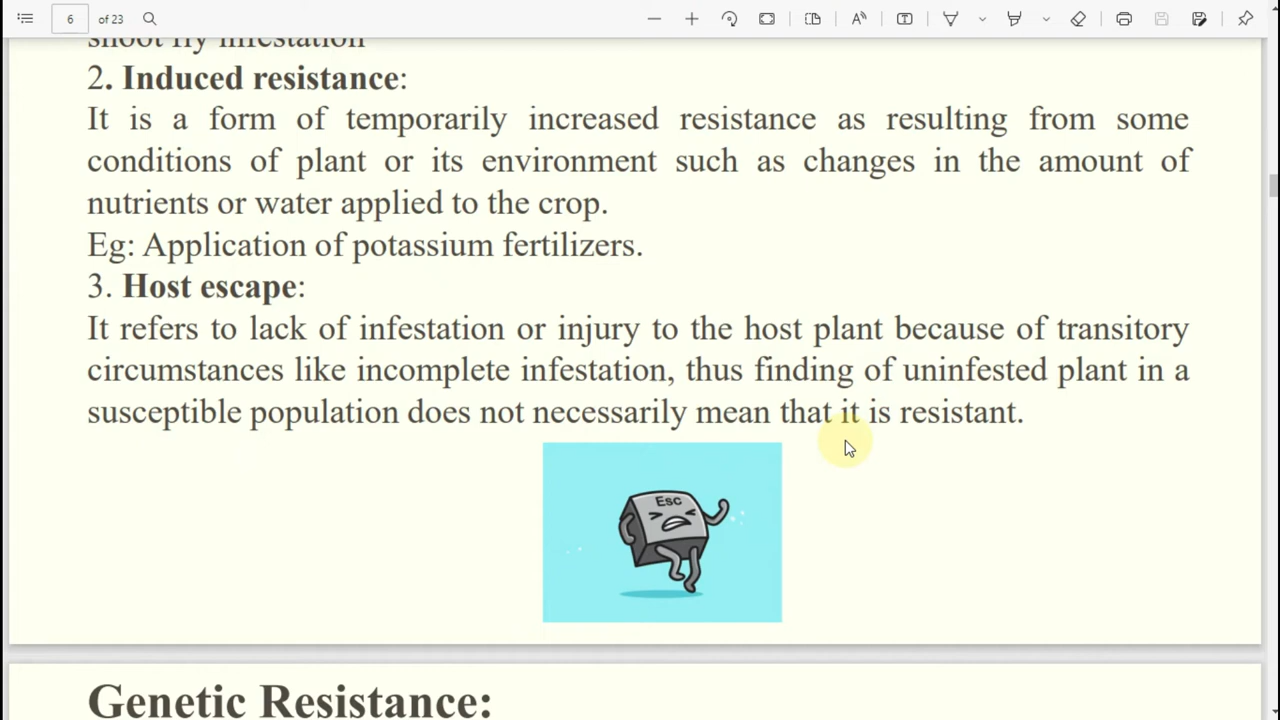 6 of 23
shoot fly infestation
2. Induced resistance:
It is a form of temporarily increased resistance as resulting from some
conditions of plant or its environment such as changes in the amount of
nutrients or water applied to the crop.
Eg: Application of potassium fertilizers.
3. Host escape:
It refers to lack of infestation or injury to the host plant because of transitory
circumstances like incomplete infestation, thus finding of uninfested plant in a
susceptible population does not necessarily mean that it is resistant.
Esc
Genetic Resistance: